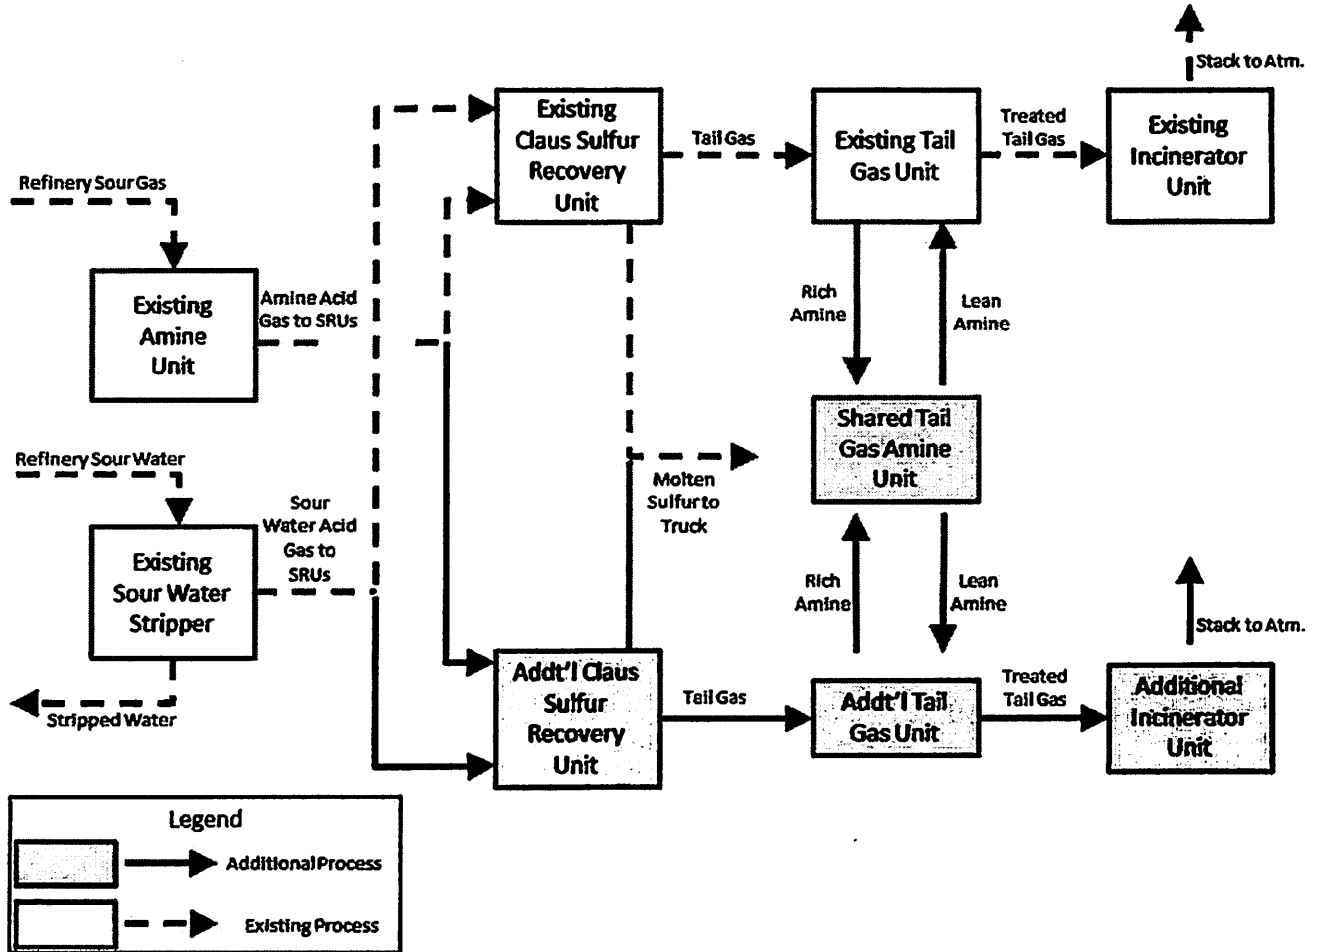 Stack to Atm.
Existing
Claus Sulfur
Recovery
Unit
Tail Gas
Existing Tail
Gas Unit
Treated
Tail Gas
Existing
Incinerator
Unit
Refinery Sour Gas
Existing
Amine
Unit
Amine Acid
Gas to SRUs
Rich
Amine
Lean
Amine
Shared Tail
Gas Amine
Unit
Refinery Sour Water
Existing
Sour Water
Stripper
Sour
Water Acid
Gas to
SRUs
Molten
Sulfur to
Truck
Rich
Amine
Lean
Amine
Stack to Atm.
Stripped Water
Addt'l Claus
Sulfur
Recovery
Unit
Tail Gas
Addt'l Tail
Gas Unit
Treated
Tail Gas
Additional
Incinerator
Unit
Legend
Additional Process
Existing Process